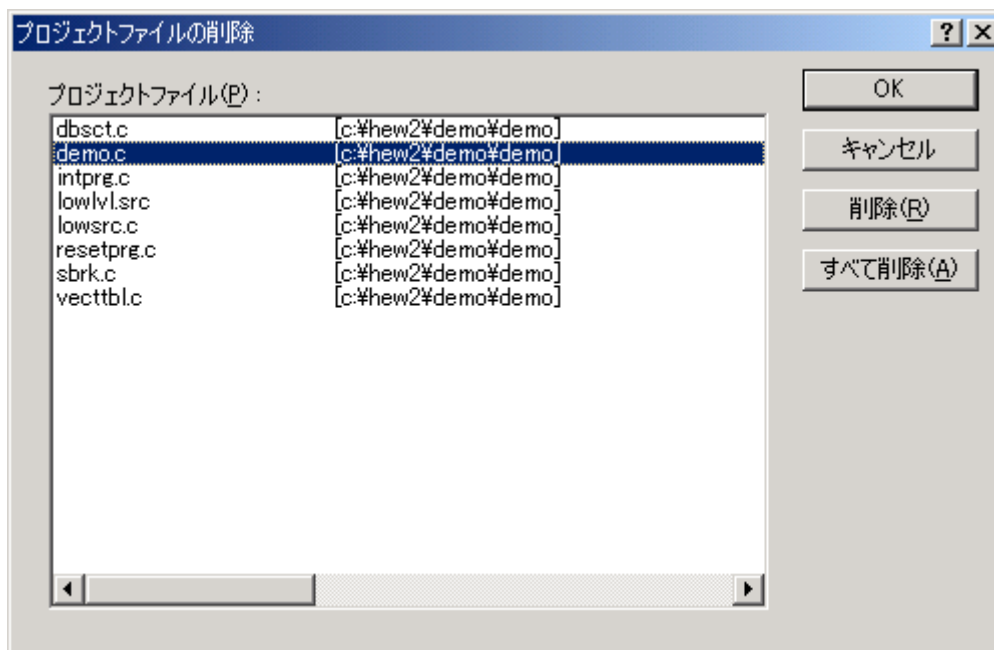 プロジェクトファイルの削除
プロジェクトファイル(P) :
dbsct.c [c:¥hew2¥demo¥demo]
demo.c [c:¥hew2¥demo¥demo]
intprg.c [c:¥hew2¥demo¥demo]
lowlvl.src [c:¥hew2¥demo¥demo]
lowsrc.c [c:¥hew2¥demo¥demo]
resetprg.c [c:¥hew2¥demo¥demo]
sbrk.c [c:¥hew2¥demo¥demo]
vecttbl.c [c:¥hew2¥demo¥demo]
OK
キャンセル
削除(R)
すべて削除(A)